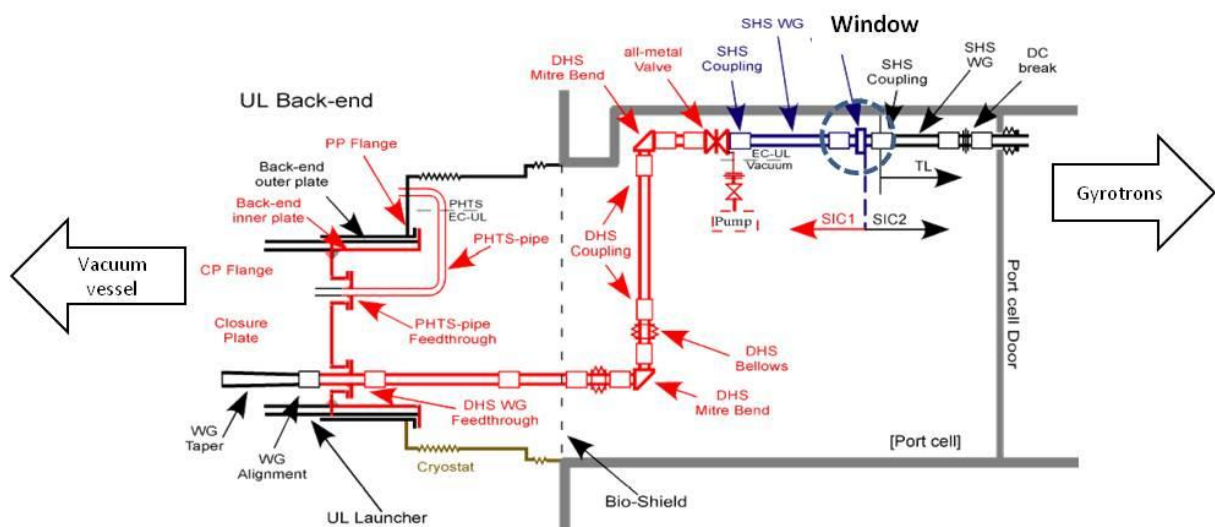 Window
SHS WG
SHS
Coupling
all-metal
Valve
DHS
Mitre Bend
SHS
Coupling
SHS
WG
DC
break
UL Back-end
PP Flange
Back-end
outer plate
Back-end
inner plate
PHTS
EC-UL
EC-UL
Vacuum
TL
Gyrotrons
Pump
SIC1
SIC2
DHS
Coupling
PHTS-pipe
Vacuum
vessel
CP Flange
Closure
Plate
PHTS-pipe
Feedthrough
Port cell Door
DHS
Bellows
DHS
Mitre Bend
DHS WG
Feedthrough
WG
Taper
WG
Alignment
Cryostat
[Port cell]
UL Launcher
Bio-Shield